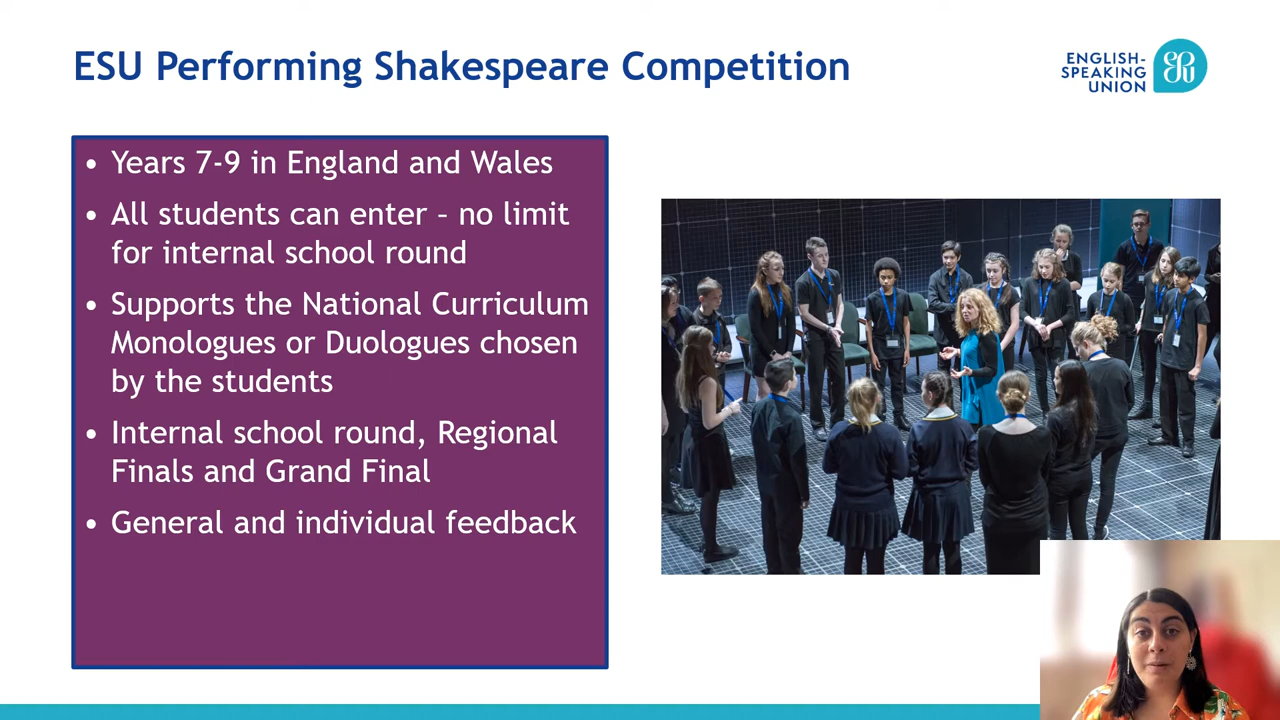 ESU Performing Shakespeare Competition
ENGLISH-
SPEAKING
UNION
• Years 7-9 in England and Wales
• All students can enter – no limit
for internal school round
• Supports the National Curriculum
Monologues or Duologues chosen
by the students
• Internal school round, Regional
Finals and Grand Final
• General and individual feedback